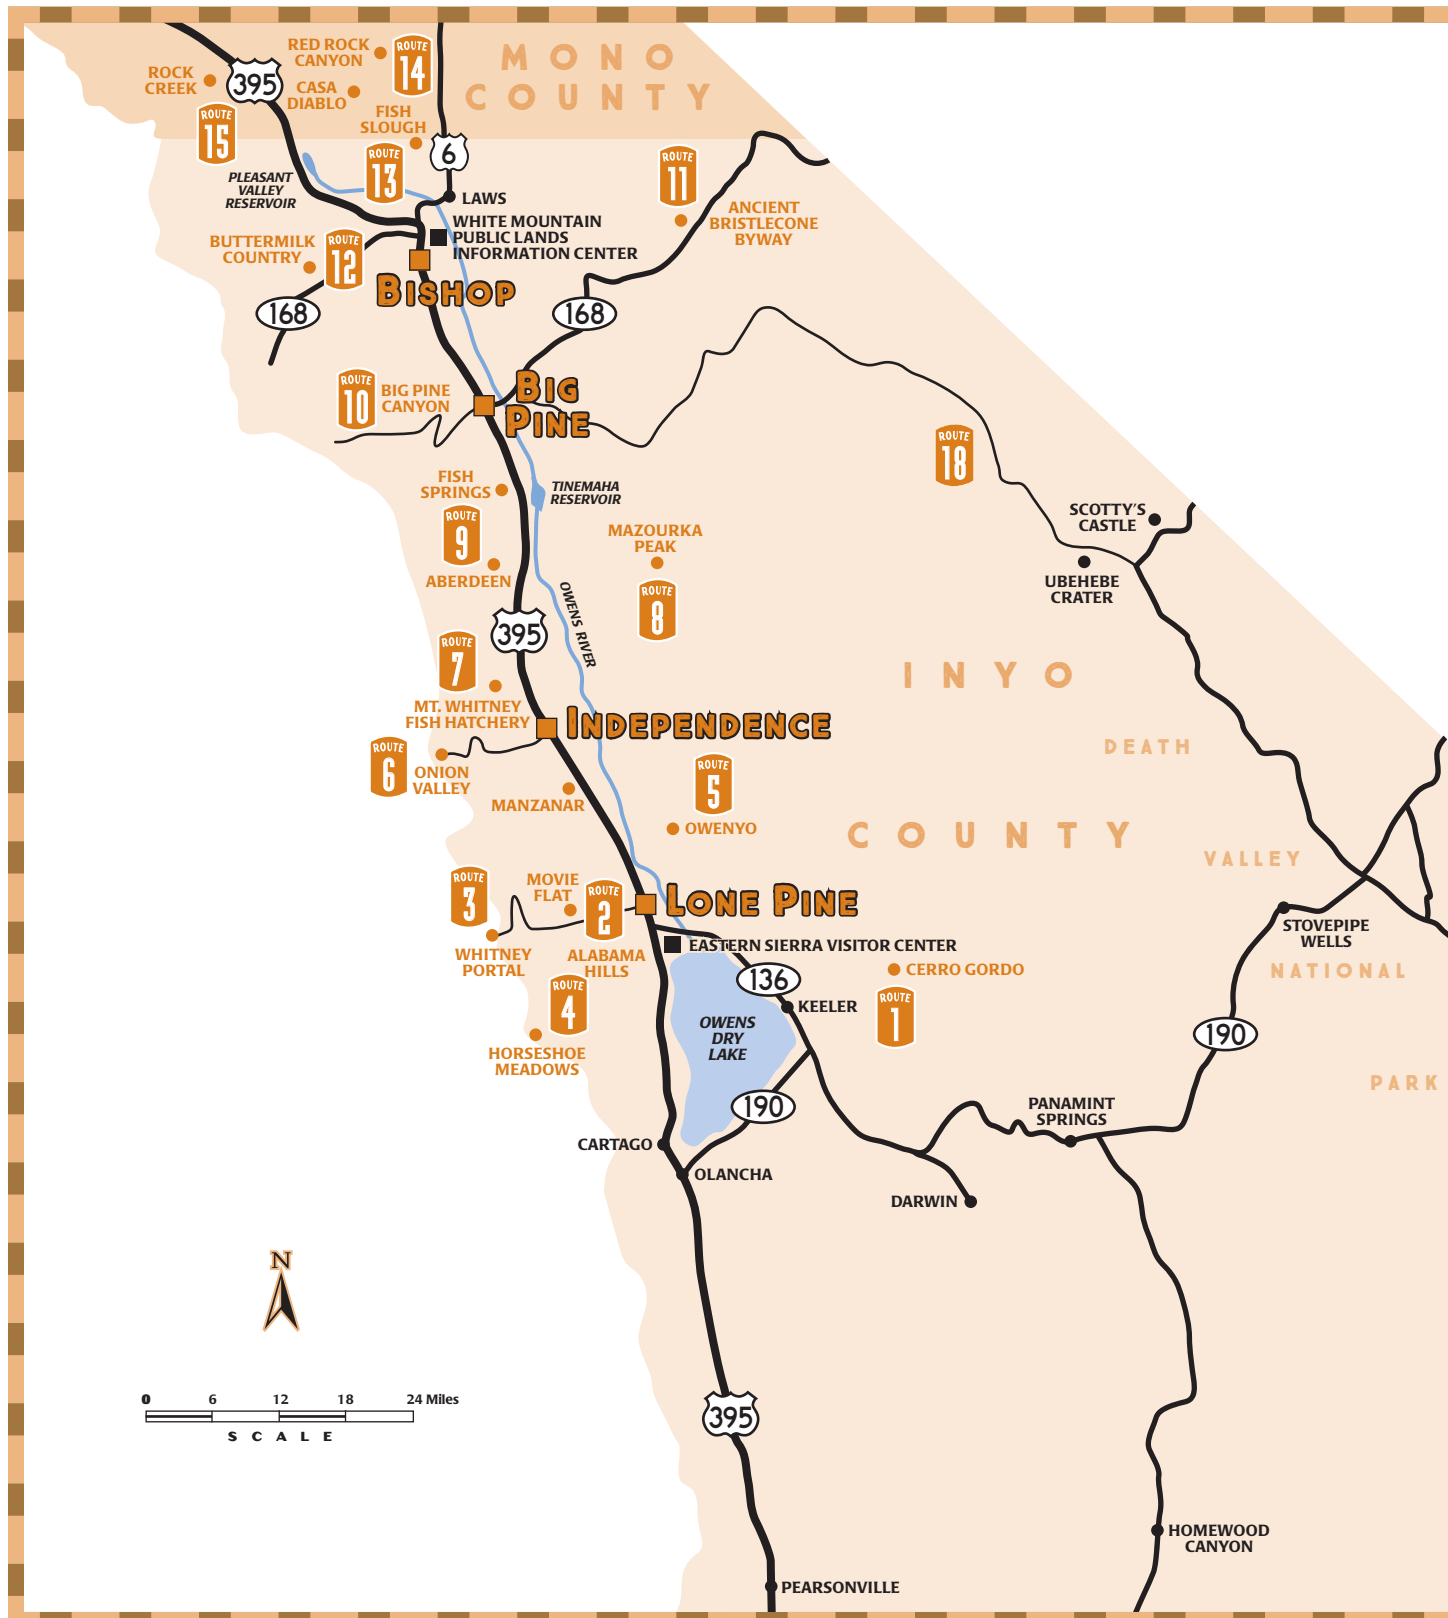 MONO
COUNTY
RED ROCK
CANYON
ROUTE
14
ROCK
CREEK
395
CASA
DIABLO
FISH
SLOUGH
ROUTE
15
6
ROUTE
13
ROUTE
11
PLEASANT
VALLEY
RESERVOIR
LAWS
ANCIENT
BRISTLECONE
BYWAY
WHITE MOUNTAIN
PUBLIC LANDS
INFORMATION CENTER
BUTTERMILK
COUNTRY
ROUTE
12
BISHOP
168
168
ROUTE
10
BIG PINE
CANYON
BIG
PINE
ROUTE
18
FISH
SPRINGS
TINEMAHA
RESERVOIR
ROUTE
9
ABERDEEN
MAZOURKA
PEAK
ROUTE
8
SCOTTY'S
CASTLE
UBEHEBE
CRATER
OWENS RIVER
395
ROUTE
7
MT. WHITNEY
FISH HATCHERY
INDEPENDENCE
INYO
DEATH
ROUTE
6
ONION
VALLEY
MANZANAR
ROUTE
5
OWENYO
COUNTY
VALLEY
ROUTE
3
MOVIE
FLAT
ROUTE
2
LONE PINE
WHITNEY
PORTAL
ALABAMA
HILLS
EASTERN SIERRA VISITOR CENTER
STOVEPIPE
WELLS
NATIONAL
136
CERRO GORDO
ROUTE
4
KEELER
ROUTE
1
OWENS
DRY
LAKE
190
HORSESHOE
MEADOWS
PARK
190
PANAMINT
SPRINGS
CARTAGO
OLANCHA
DARWIN
N
0 6 12 18 24 Miles
SCALE
395
HOMEWOOD
CANYON
PEARSONVILLE